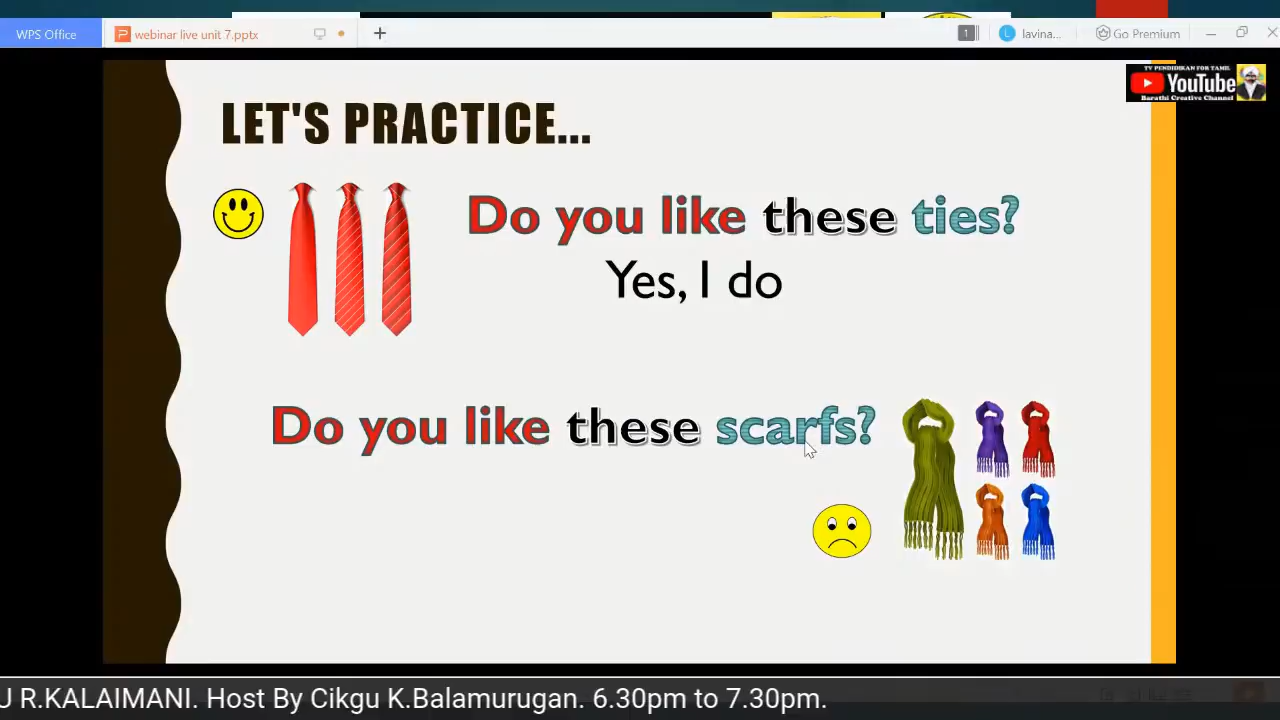 WPS Office
webinar live unit 7.pptx
1
L
lavina...
Go Premium
TV PENDIDIKAN FOR TAMIL
YouTube
Barathi Creative Channel
LET'S PRACTICE...
Do you like these ties?
Yes, I do
Do you like these scarfs?
U R.KALAIMANI. Host By Cikgu K.Balamurugan. 6.30pm to 7.30pm.